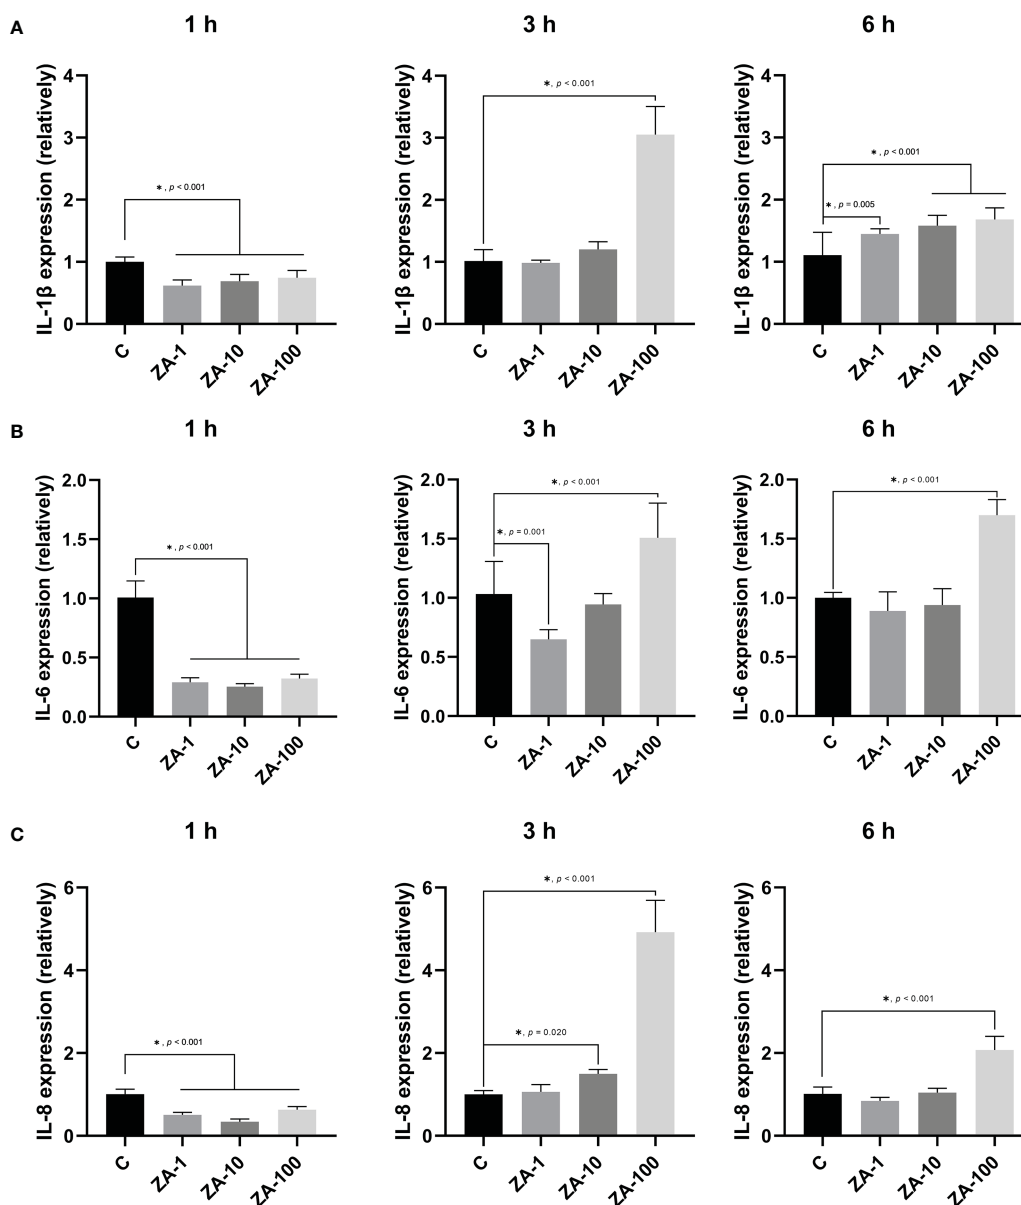 A
1 h
3 h
6 h
IL-1β expression (relatively)
4
3
2
1
0
*, p < 0.001
C
ZA-1
ZA-10
ZA-100
IL-1β expression (relatively)
4
3
2
1
0
*, p < 0.001
C
ZA-1
ZA-10
ZA-100
IL-1β expression (relatively)
4
3
2
1
0
*, p < 0.001
*, p = 0.005
C
ZA-1
ZA-10
ZA-100
B
1 h
3 h
6 h
IL-6 expression (relatively)
2.0
1.5
1.0
0.5
0.0
*, p < 0.001
C
ZA-1
ZA-10
ZA-100
IL-6 expression (relatively)
2.0
1.5
1.0
0.5
0.0
*, p < 0.001
*, p = 0.001
C
ZA-1
ZA-10
ZA-100
IL-6 expression (relatively)
2.0
1.5
1.0
0.5
0.0
*, p < 0.001
C
ZA-1
ZA-10
ZA-100
C
1 h
3 h
6 h
IL-8 expression (relatively)
6
4
2
0
*, p < 0.001
C
ZA-1
ZA-10
ZA-100
IL-8 expression (relatively)
6
4
2
0
*, p < 0.001
*, p = 0.020
C
ZA-1
ZA-10
ZA-100
IL-8 expression (relatively)
6
4
2
0
*, p < 0.001
C
ZA-1
ZA-10
ZA-100